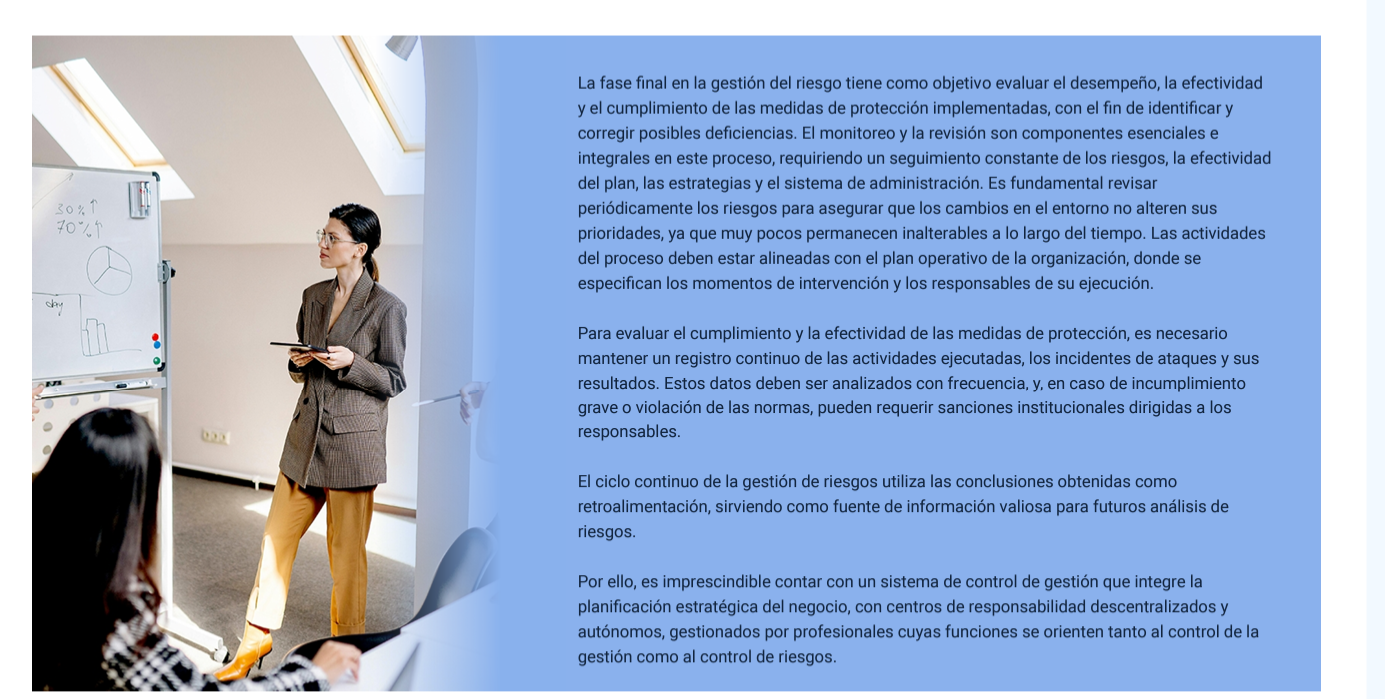 30%↑
70%↑
day
La fase final en la gestión del riesgo tiene como objetivo evaluar el desempeño, la efectividad
y el cumplimiento de las medidas de protección implementadas, con el fin de identificar y
corregir posibles deficiencias. El monitoreo y la revisión son componentes esenciales e
integrales en este proceso, requiriendo un seguimiento constante de los riesgos, la efectividad
del plan, las estrategias y el sistema de administración. Es fundamental revisar
periódicamente los riesgos para asegurar que los cambios en el entorno no alteren sus
prioridades, ya que muy pocos permanecen inalterables a lo largo del tiempo. Las actividades
del proceso deben estar alineadas con el plan operativo de la organización, donde se
especifican los momentos de intervención y los responsables de su ejecución.
Para evaluar el cumplimiento y la efectividad de las medidas de protección, es necesario
mantener un registro continuo de las actividades ejecutadas, los incidentes de ataques y sus
resultados. Estos datos deben ser analizados con frecuencia, y, en caso de incumplimiento
grave o violación de las normas, pueden requerir sanciones institucionales dirigidas a los
responsables.
El ciclo continuo de la gestión de riesgos utiliza las conclusiones obtenidas como
retroalimentación, sirviendo como fuente de información valiosa para futuros análisis de
riesgos.
Por ello, es imprescindible contar con un sistema de control de gestión que integre la
planificación estratégica del negocio, con centros de responsabilidad descentralizados y
autónomos, gestionados por profesionales cuyas funciones se orienten tanto al control de la
gestión como al control de riesgos.